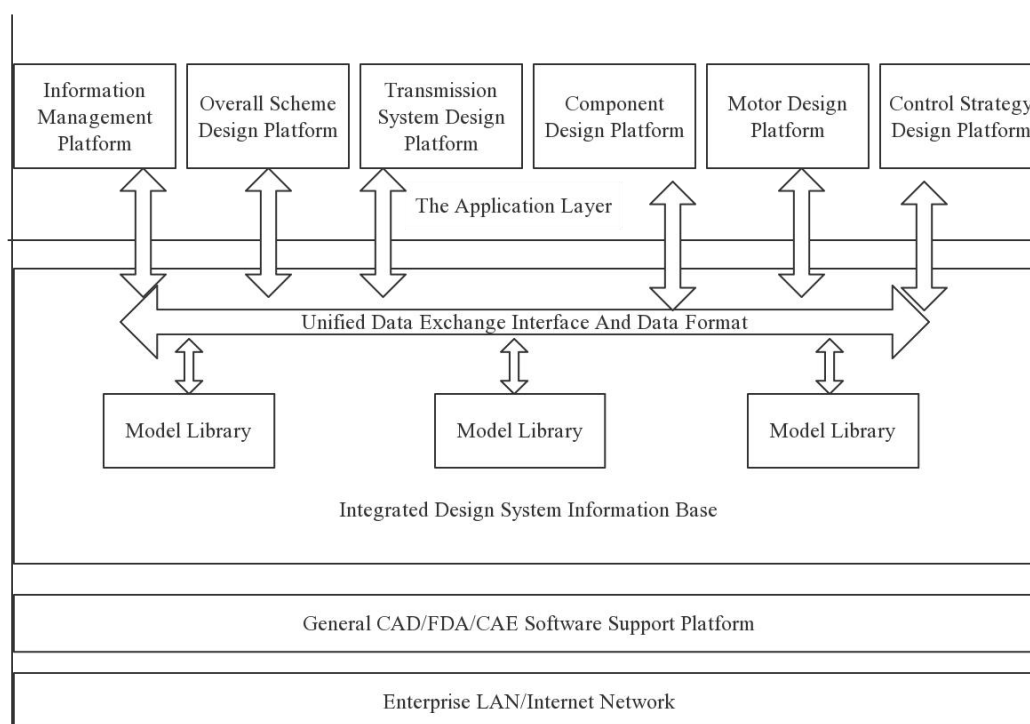 Information
Management
Platform
Overall Scheme
Design Platform
Transmission
System Design
Platform
Component
Design Platform
Motor Design
Platform
Control Strategy
Design Platform
The Application Layer
Unified Data Exchange Interface And Data Format
Model Library
Model Library
Model Library
Integrated Design System Information Base
General CAD/FDA/CAE Software Support Platform
Enterprise LAN/Internet Network